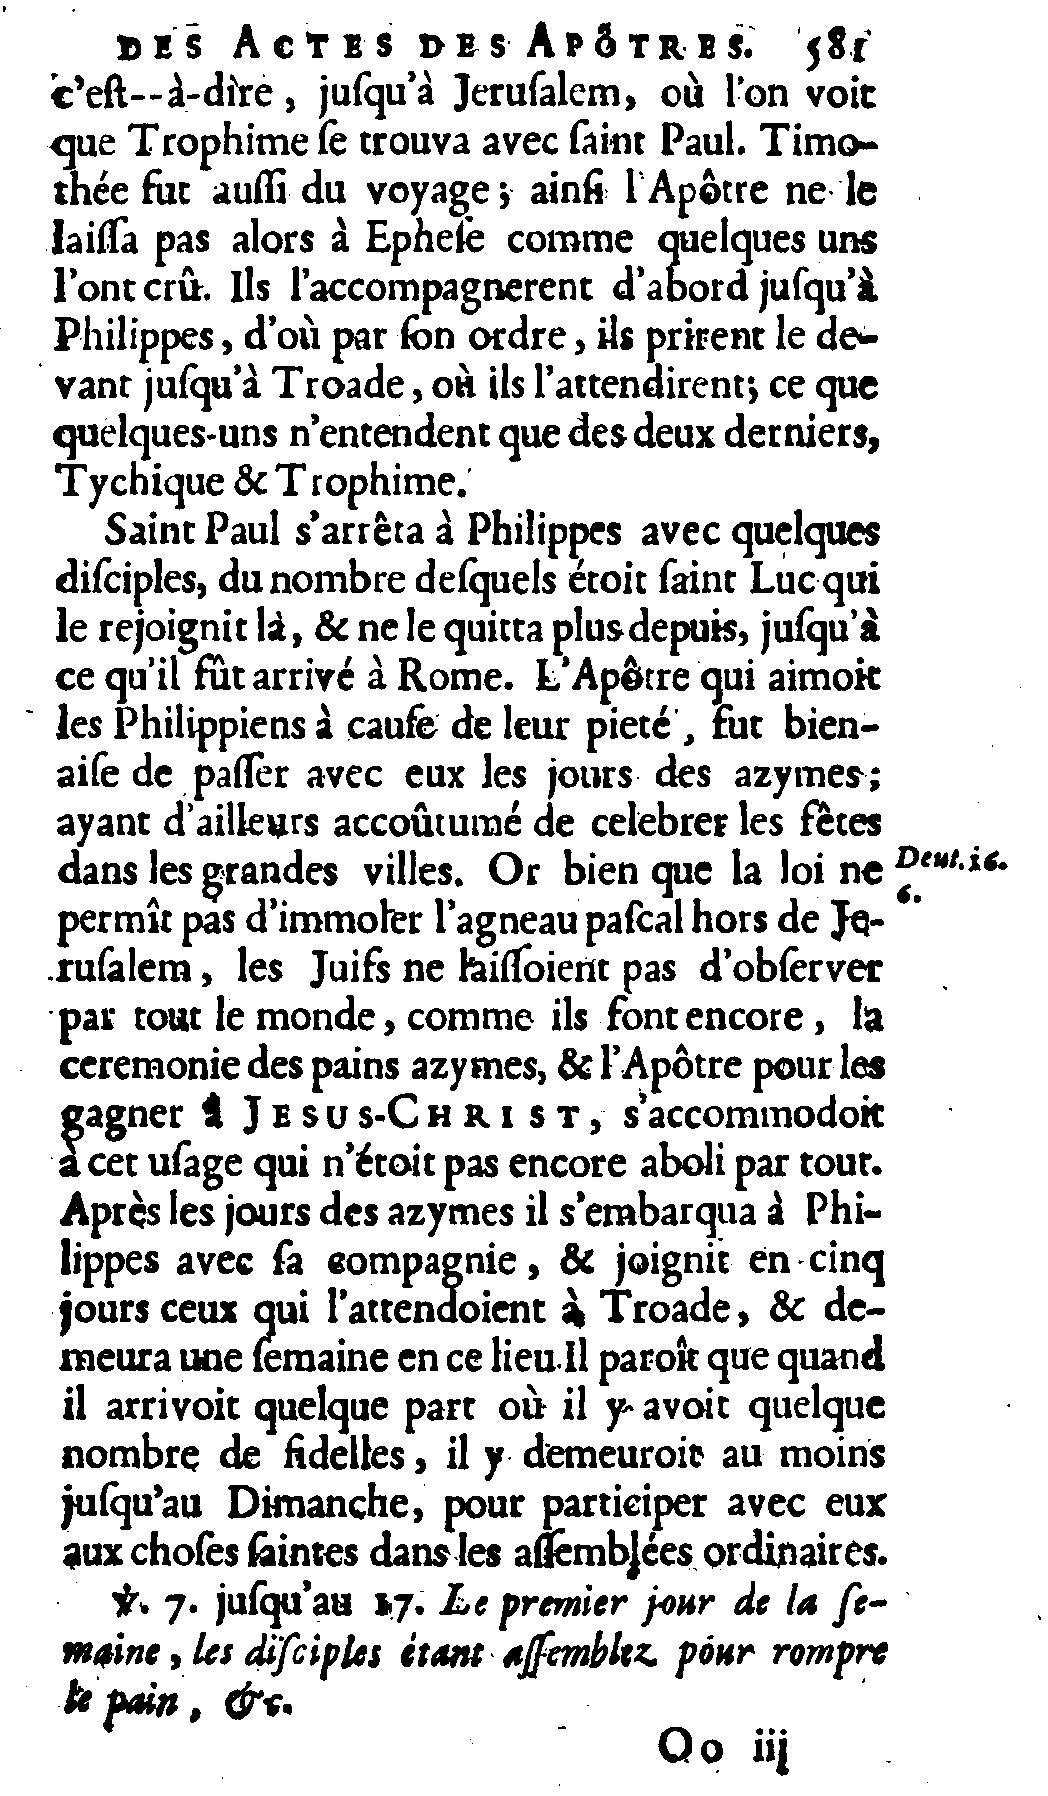 DES ACTES DES APÔTRES. 581
c'eſt--à-dire, juſqu'à Jeruſalem, où l'on voit
que Trophime ſe trouva avec ſaint Paul. Timo-
thée fut auſſi du voyage; ainſi l'Apôtre ne le
laiſſa pas alors à Epheſe comme quelques uns
l'ont crû. Ils l'accompagnerent d'abord juſqu'à
Philippes, d'où par ſon ordre, ils prirent le de-
vant juſqu'à Troade, où ils l'attendirent; ce que
quelques-uns n'entendent que des deux derniers,
Tychique & Trophime.
Saint Paul s'arrêta à Philippes avec quelques
diſciples, du nombre deſquels étoit ſaint Luc qui
le rejoignit là, & ne le quitta plus depuis, juſqu'à
ce qu'il fût arrivé à Rome. L'Apôtre qui aimoit
les Philippiens à cauſe de leur pieté, fut bien-
aiſe de paſſer avec eux les jours des azymes;
ayant d'ailleurs accoûtumé de celebrer les fêtes
dans les grandes villes. Or bien que la loi ne
permît pas d'immoler l'agneau paſcal hors de Je-
ruſalem, les Juifs ne laiſſoient pas d'obſerver
par tout le monde, comme ils font encore, la
ceremonie des pains azymes, & l'Apôtre pour les
gagner à JESUS-CHRIST, s'accommodoit
à cet uſage qui n'étoit pas encore aboli par tout.
Après les jours des azymes il s'embarqua à Phi-
lippes avec ſa compagnie, & joignit en cinq
jours ceux qui l'attendoient à Troade, & de-
meura une ſemaine en ce lieu. Il paroît que quand
il arrivoit quelque part où il y avoit quelque
nombre de fidelles, il y demeuroit au moins
juſqu'au Dimanche, pour participer avec eux
aux choſes ſaintes dans les aſſemblées ordinaires.
℣. 7. juſqu'au 17. Le premier jour de la ſe-
maine, les diſciples étant aſſemblez pour rompre
le pain, &c.
Oo iij
Deut. 16.
6.